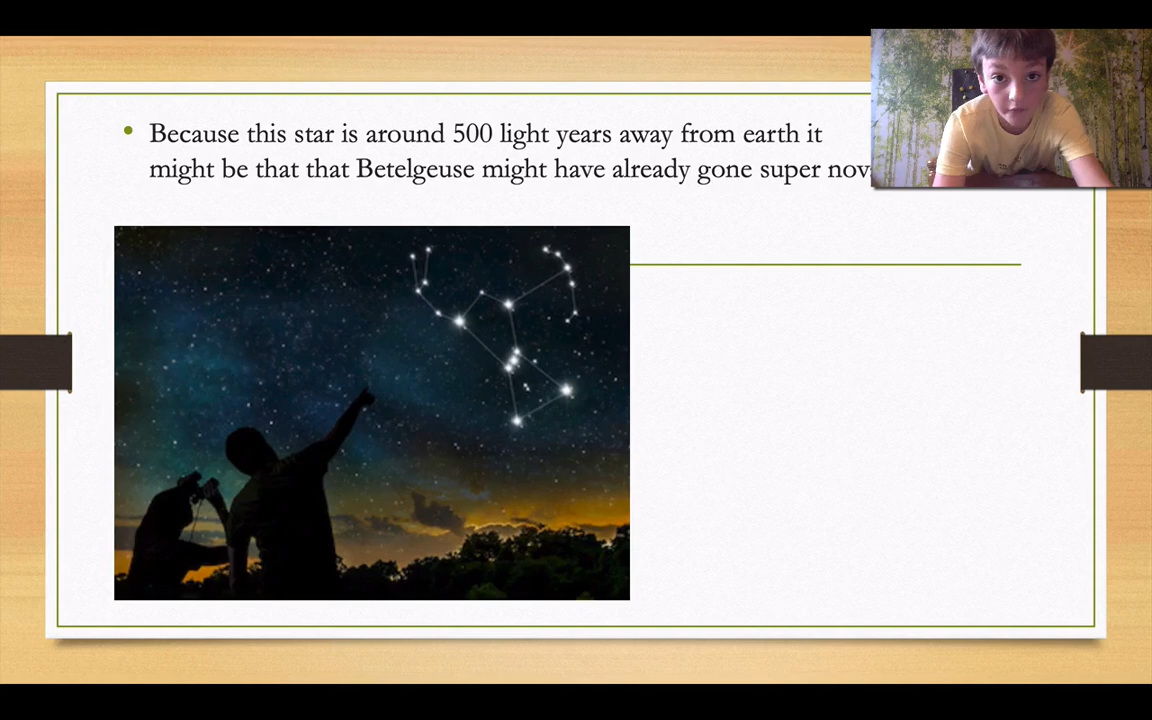 Because this star is around 500 light years away from earth it
might be that that Betelgeuse might have already gone super